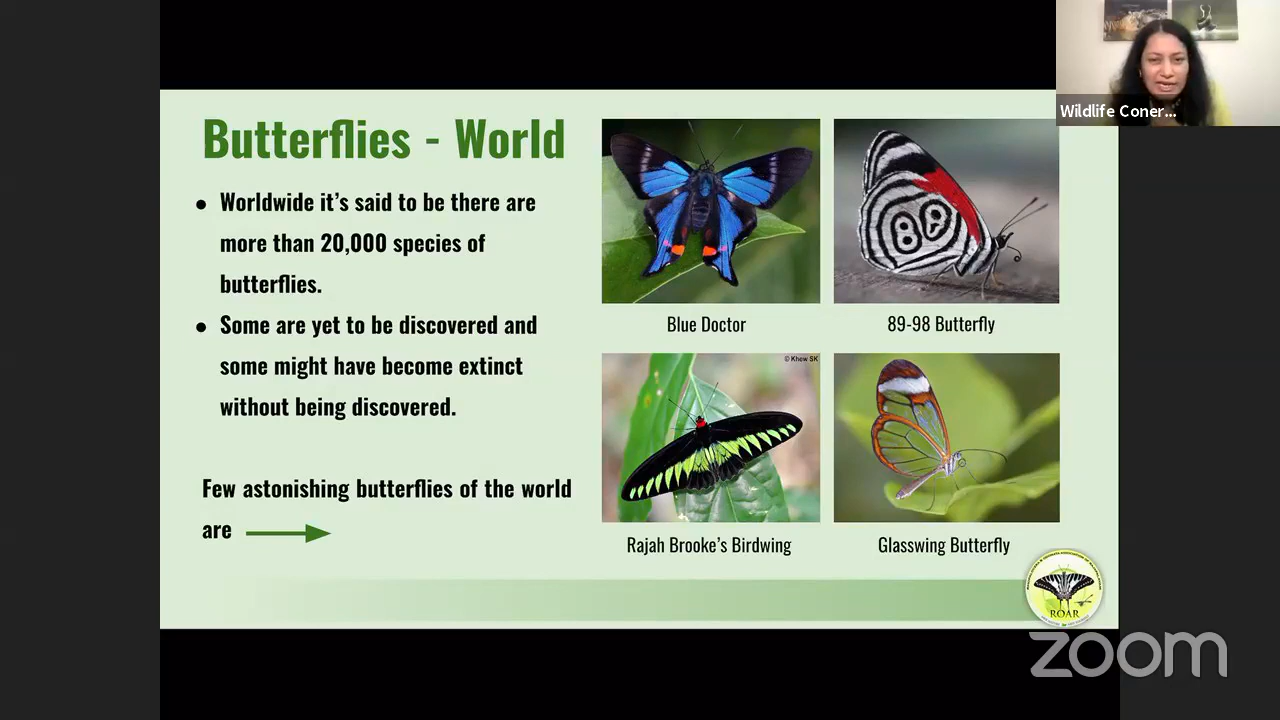 Wildlife Coner...
Butterflies - World
Worldwide it's said to be there are
more than 20,000 species of
butterflies.
Some are yet to be discovered and
some might have become extinct
without being discovered.
Few astonishing butterflies of the world
are
Blue Doctor
89-98 Butterfly
© Khew SK
Rajah Brooke's Birdwing
Glasswing Butterfly
ROAR
zoom